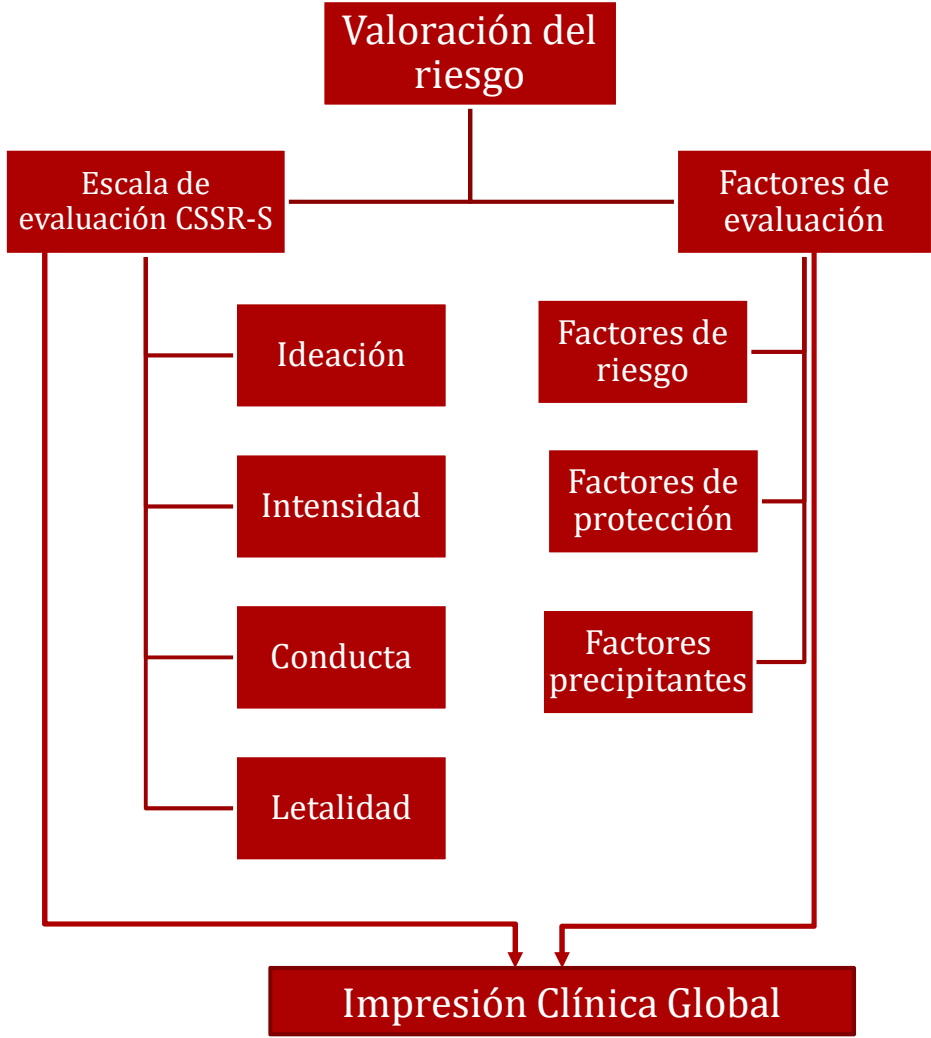 Valoración del
riesgo
Escala de
evaluación CSSR-S
Factores de
evaluación
Ideación
Intensidad
Conducta
Letalidad
Factores de
riesgo
Factores de
protección
Factores
precipitantes
Impresión Clínica Global